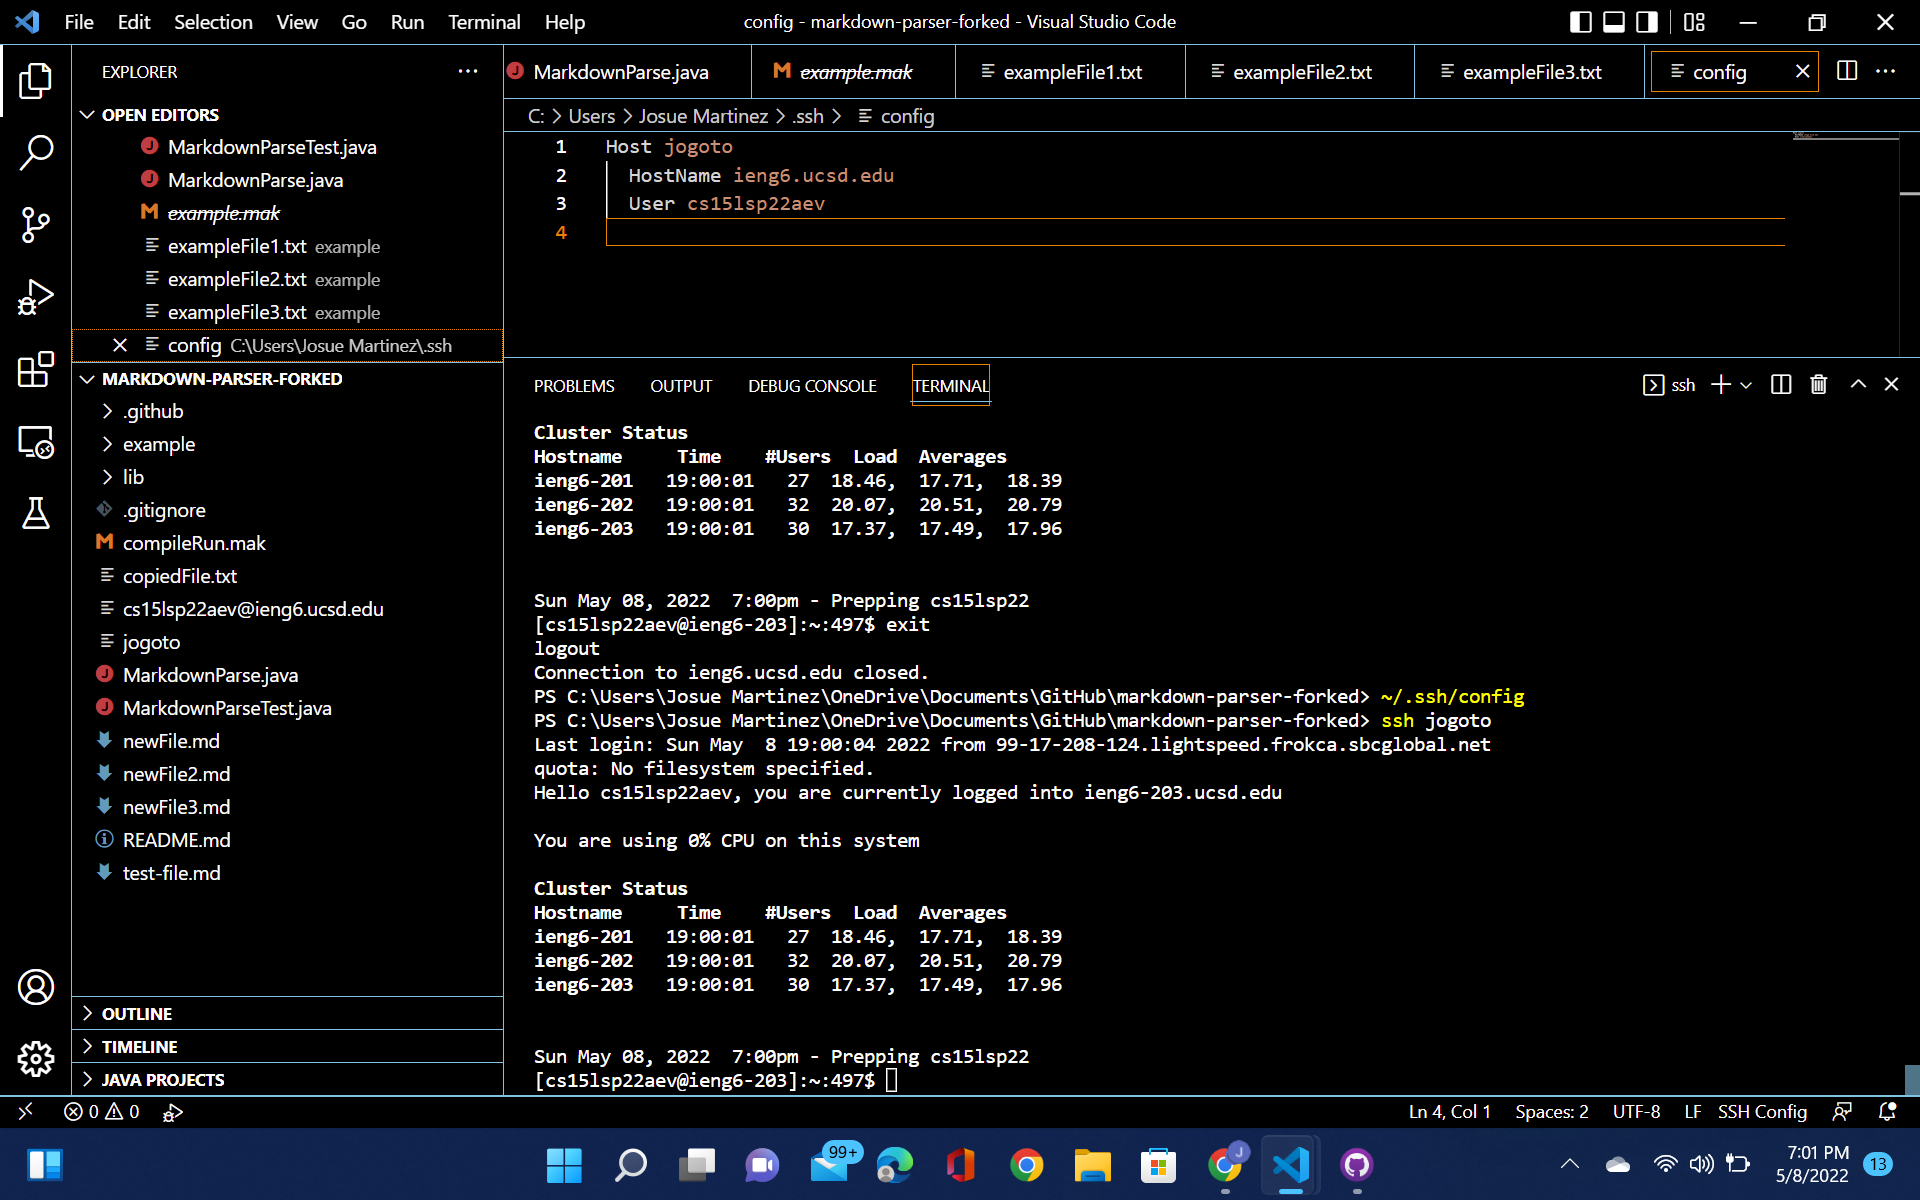 File Edit Selection View Go Run Terminal Help
config - markdown-parser-forked - Visual Studio Code
EXPLORER
OPEN EDITORS
MarkdownParseTest.java
MarkdownParse.java
example.mak
exampleFile1.txt example
exampleFile2.txt example
exampleFile3.txt example
config C:\Users\Josue Martinez\.ssh
MARKDOWN-PARSER-FORKED
.github
example
lib
.gitignore
compileRun.mak
copiedFile.txt
cs15lsp22aev@ieng6.ucsd.edu
jogoto
MarkdownParse.java
MarkdownParseTest.java
newFile.md
newFile2.md
newFile3.md
README.md
test-file.md
OUTLINE
TIMELINE
JAVA PROJECTS
MarkdownParse.java example.mak exampleFile1.txt exampleFile2.txt exampleFile3.txt config
C: > Users > Josue Martinez > .ssh > config
1 Host jogoto
2 HostName ieng6.ucsd.edu
3 User cs15lsp22aev
4
PROBLEMS OUTPUT DEBUG CONSOLE TERMINAL
ssh
Cluster Status
Hostname Time #Users Load Averages
ieng6-201 19:00:01 27 18.46, 17.71, 18.39
ieng6-202 19:00:01 32 20.07, 20.51, 20.79
ieng6-203 19:00:01 30 17.37, 17.49, 17.96
Sun May 08, 2022 7:00pm - Prepping cs15lsp22
[cs15lsp22aev@ieng6-203]:~:497$ exit
logout
Connection to ieng6.ucsd.edu closed.
PS C:\Users\Josue Martinez\OneDrive\Documents\GitHub\markdown-parser-forked> ~/.ssh/config
PS C:\Users\Josue Martinez\OneDrive\Documents\GitHub\markdown-parser-forked> ssh jogoto
Last login: Sun May 8 19:00:04 2022 from 99-17-208-124.lightspeed.frokca.sbcglobal.net
quota: No filesystem specified.
Hello cs15lsp22aev, you are currently logged into ieng6-203.ucsd.edu
You are using 0% CPU on this system
Cluster Status
Hostname Time #Users Load Averages
ieng6-201 19:00:01 27 18.46, 17.71, 18.39
ieng6-202 19:00:01 32 20.07, 20.51, 20.79
ieng6-203 19:00:01 30 17.37, 17.49, 17.96
Sun May 08, 2022 7:00pm - Prepping cs15lsp22
[cs15lsp22aev@ieng6-203]:~:497$
0 0
Ln 4, Col 1 Spaces: 2 UTF-8 LF SSH Config
99+
J
7:01 PM
5/8/2022
13